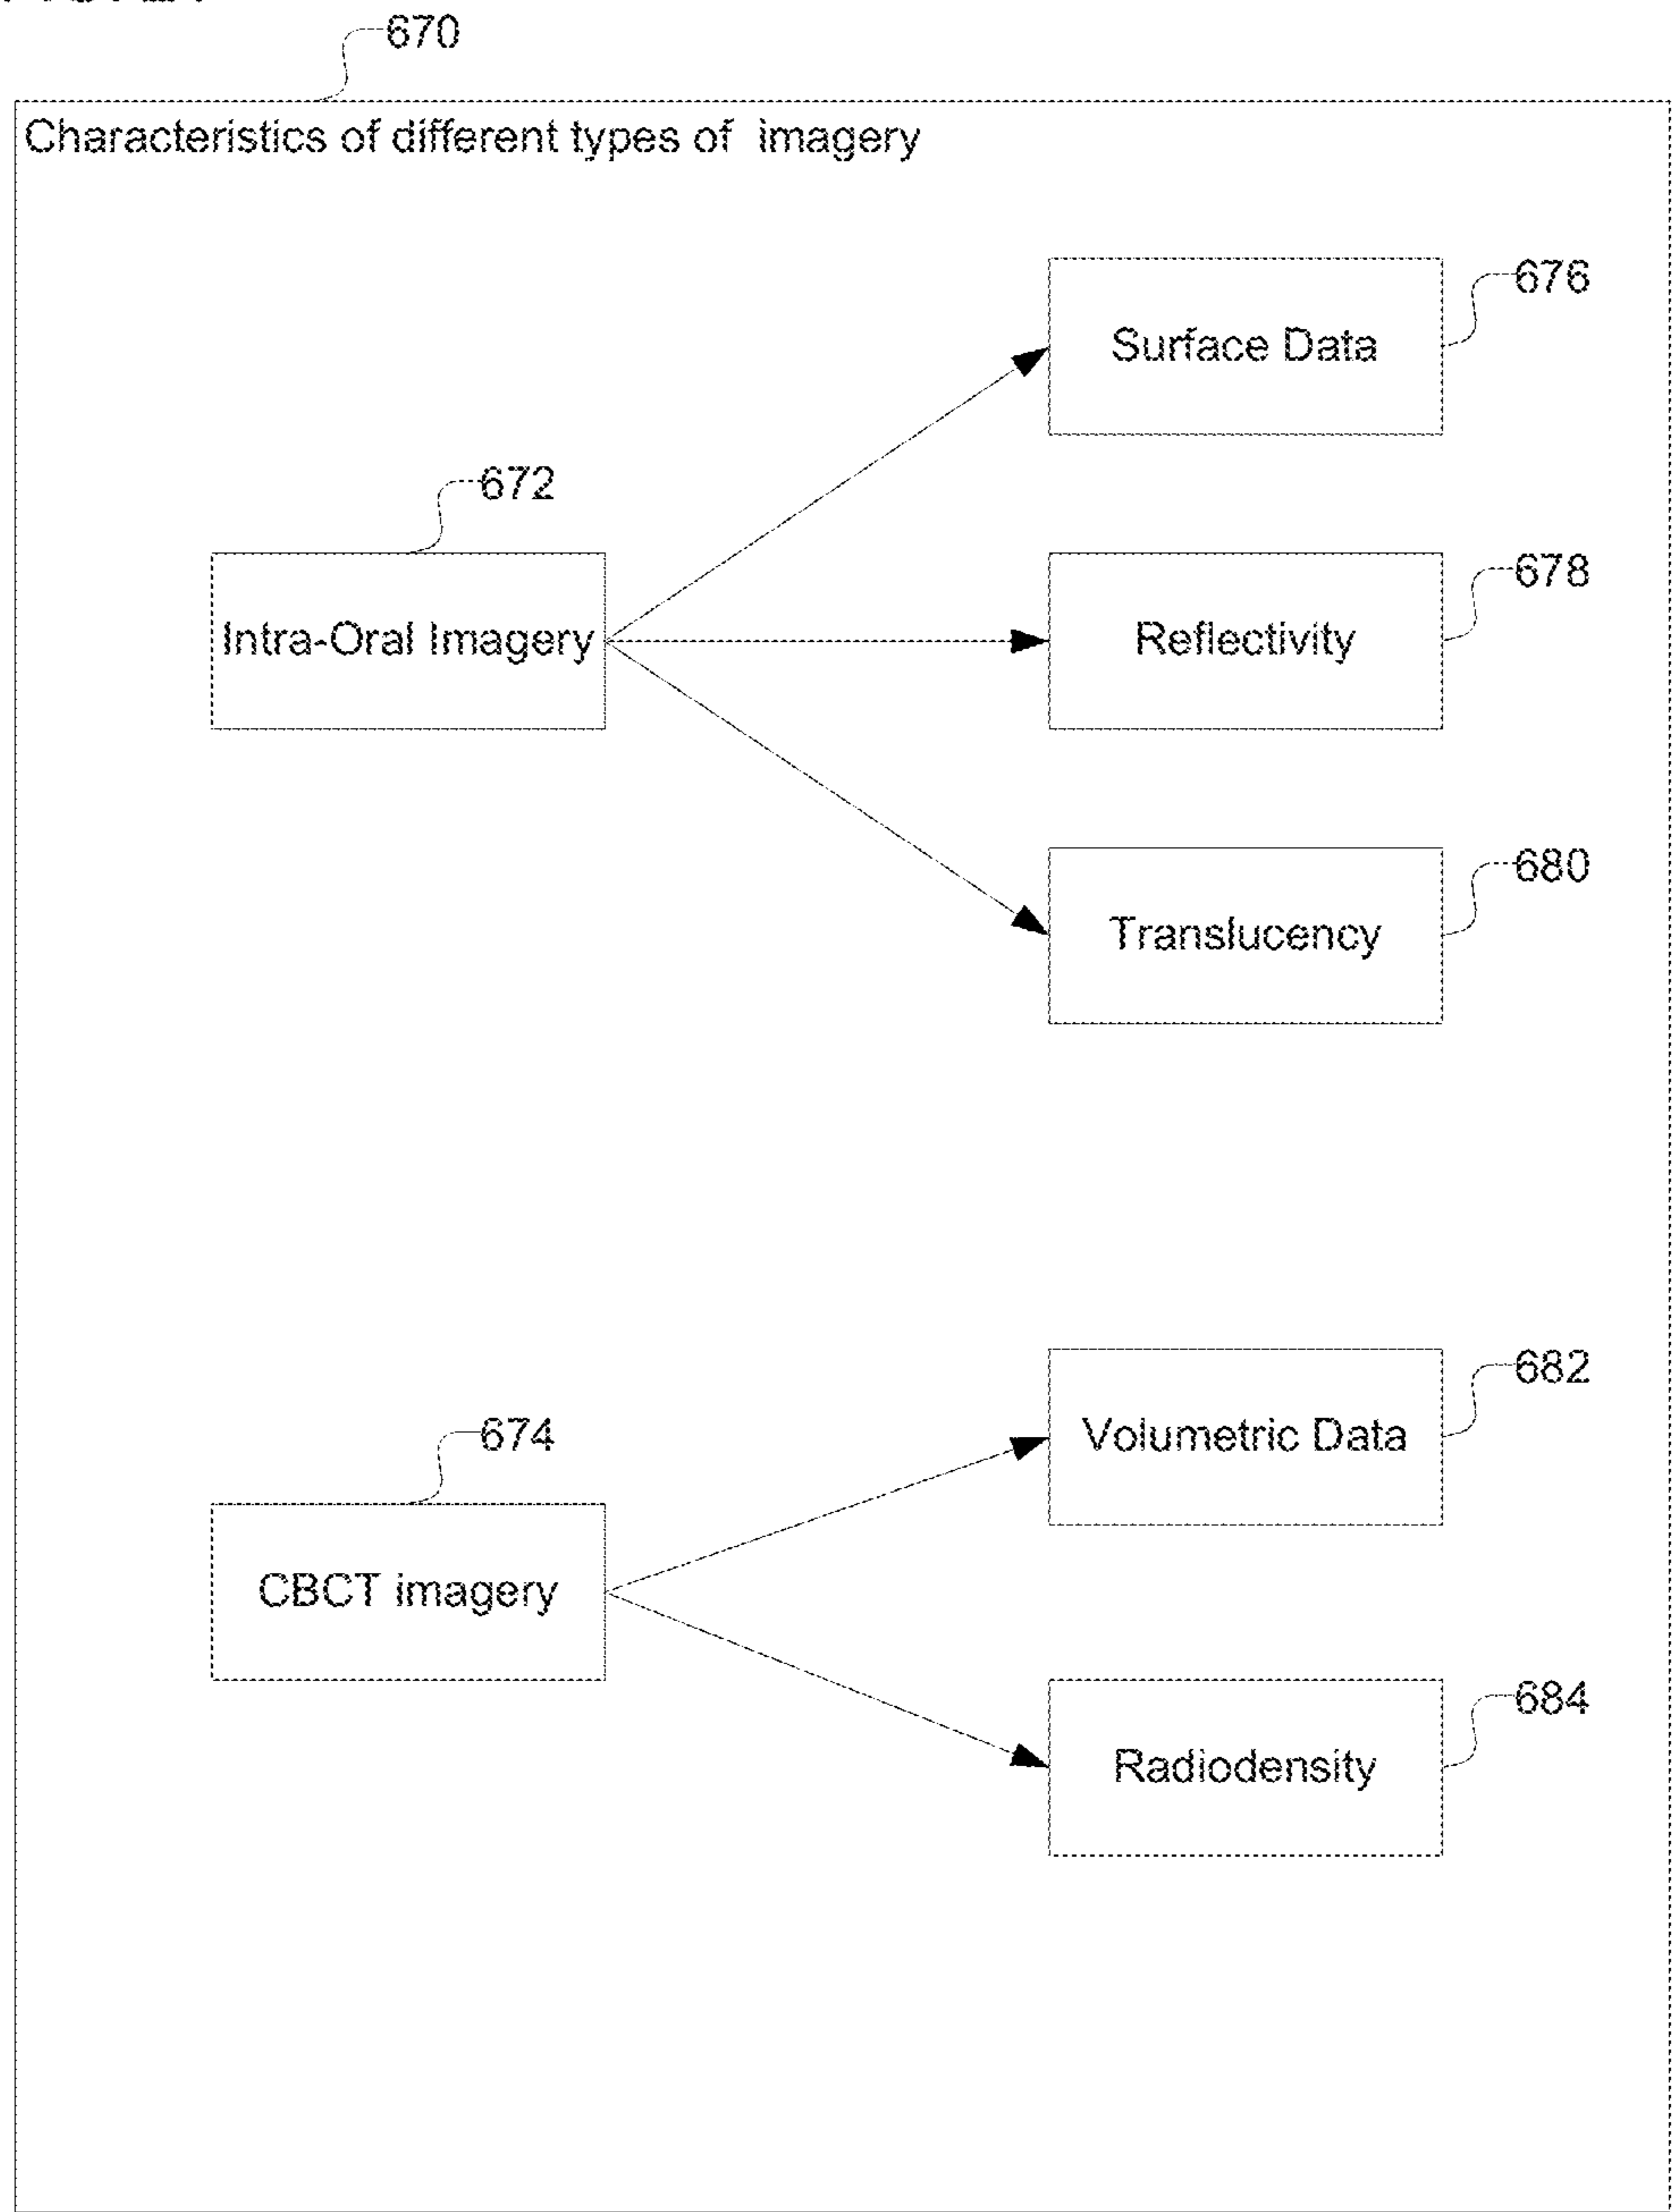 670
Characteristics of different types of imagery
676
Surface Data
672
678
Intra-Oral Imagery
Reflectivity
680
Translucency
682
674
Volumetric Data
CBCT imagery
684
Radiodensity